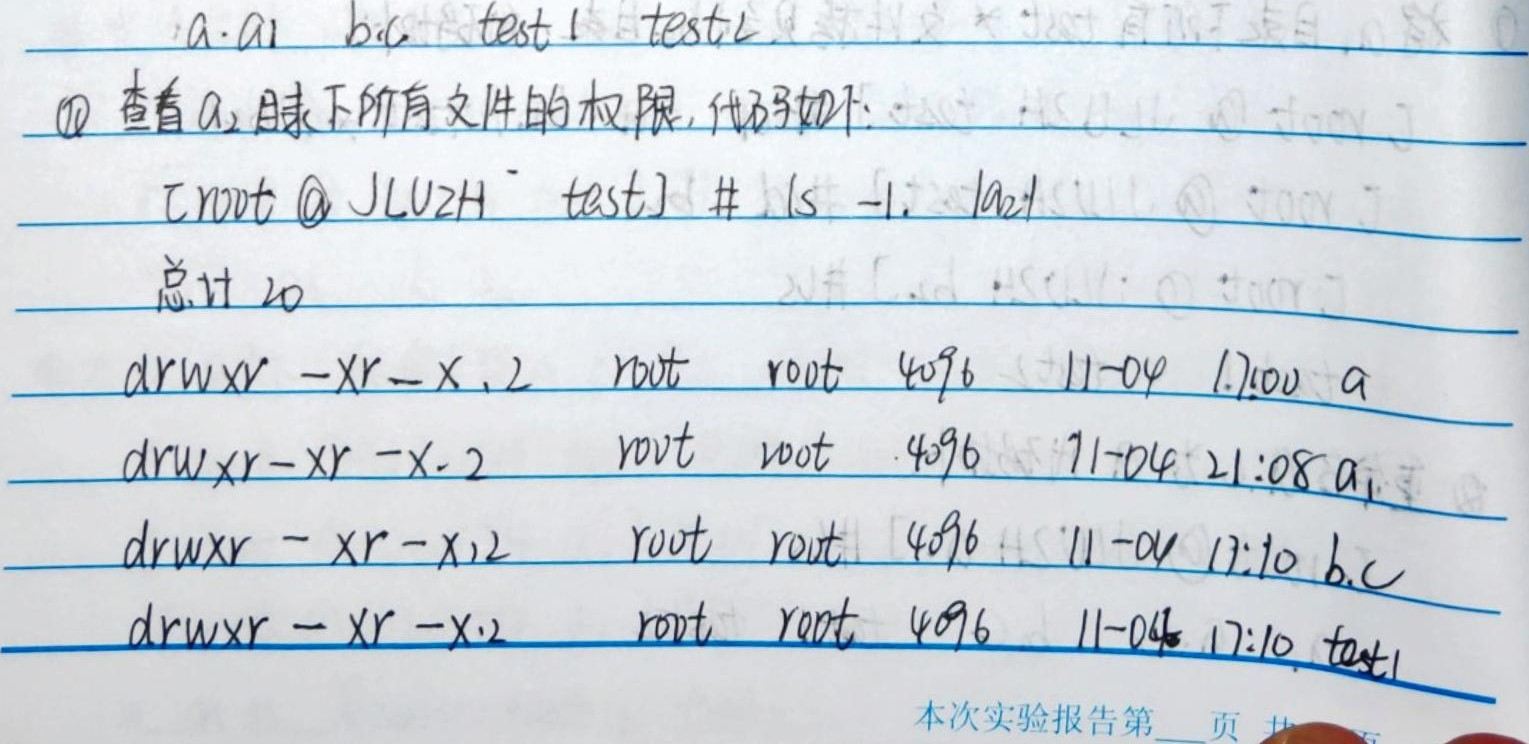 a. a1 b.c test1 test2
⑰ 查看a2目录下所有文件的权限,代码如下:
[root @ JLUZH test] # ls -l. /a2/
总计 20
drwxr -xr-x.2 root root 4096 11-04 17:00 a
drwxr-xr-x.2 root root 4096 11-04 21:08 a1
drwxr-xr-x.2 root root 4096 11-04 17:10 b.c
drwxr-xr-x.2 root root 4096 11-04 17:10 test1
本次实验报告第___页 共